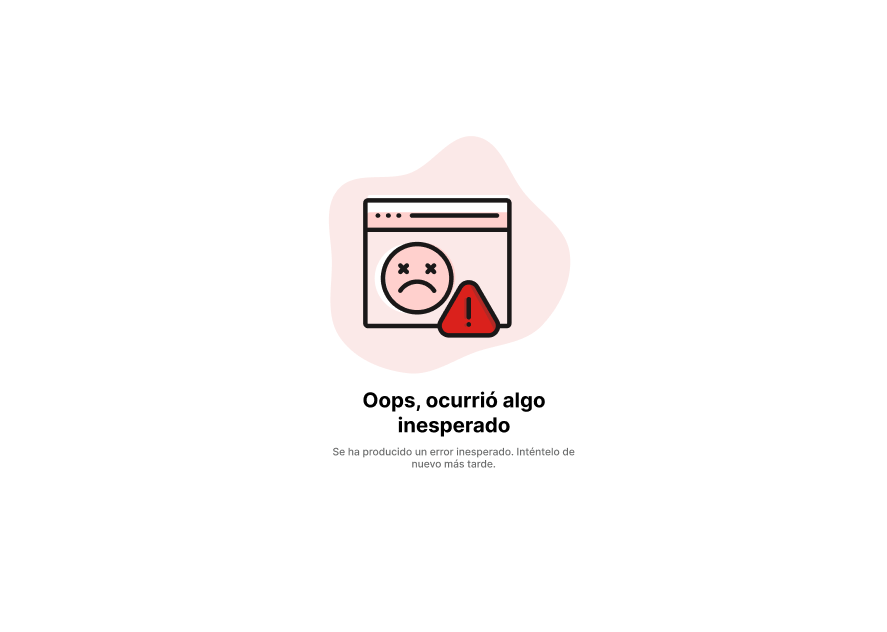 Oops, ocurrió algo
inesperado
Se ha producido un error inesperado. Inténtelo de
nuevo más tarde.